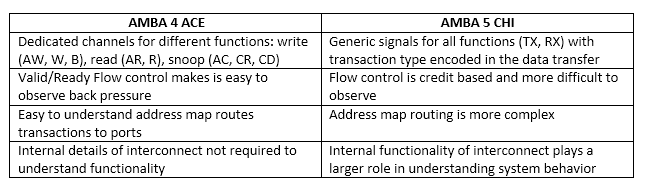 AMBA 4 ACE
AMBA 5 CHI
Dedicated channels for different functions: write
(AW, W, B), read (AR, R), snoop (AC, CR, CD)
Generic signals for all functions (TX, RX) with
transaction type encoded in the data transfer
Valid/Ready Flow control makes is easy to
observe back pressure
Flow control is credit based and more difficult to
observe
Easy to understand address map routes
transactions to ports
Address map routing is more complex
Internal details of interconnect not required to
understand functionality
Internal functionality of interconnect plays a
larger role in understanding system behavior